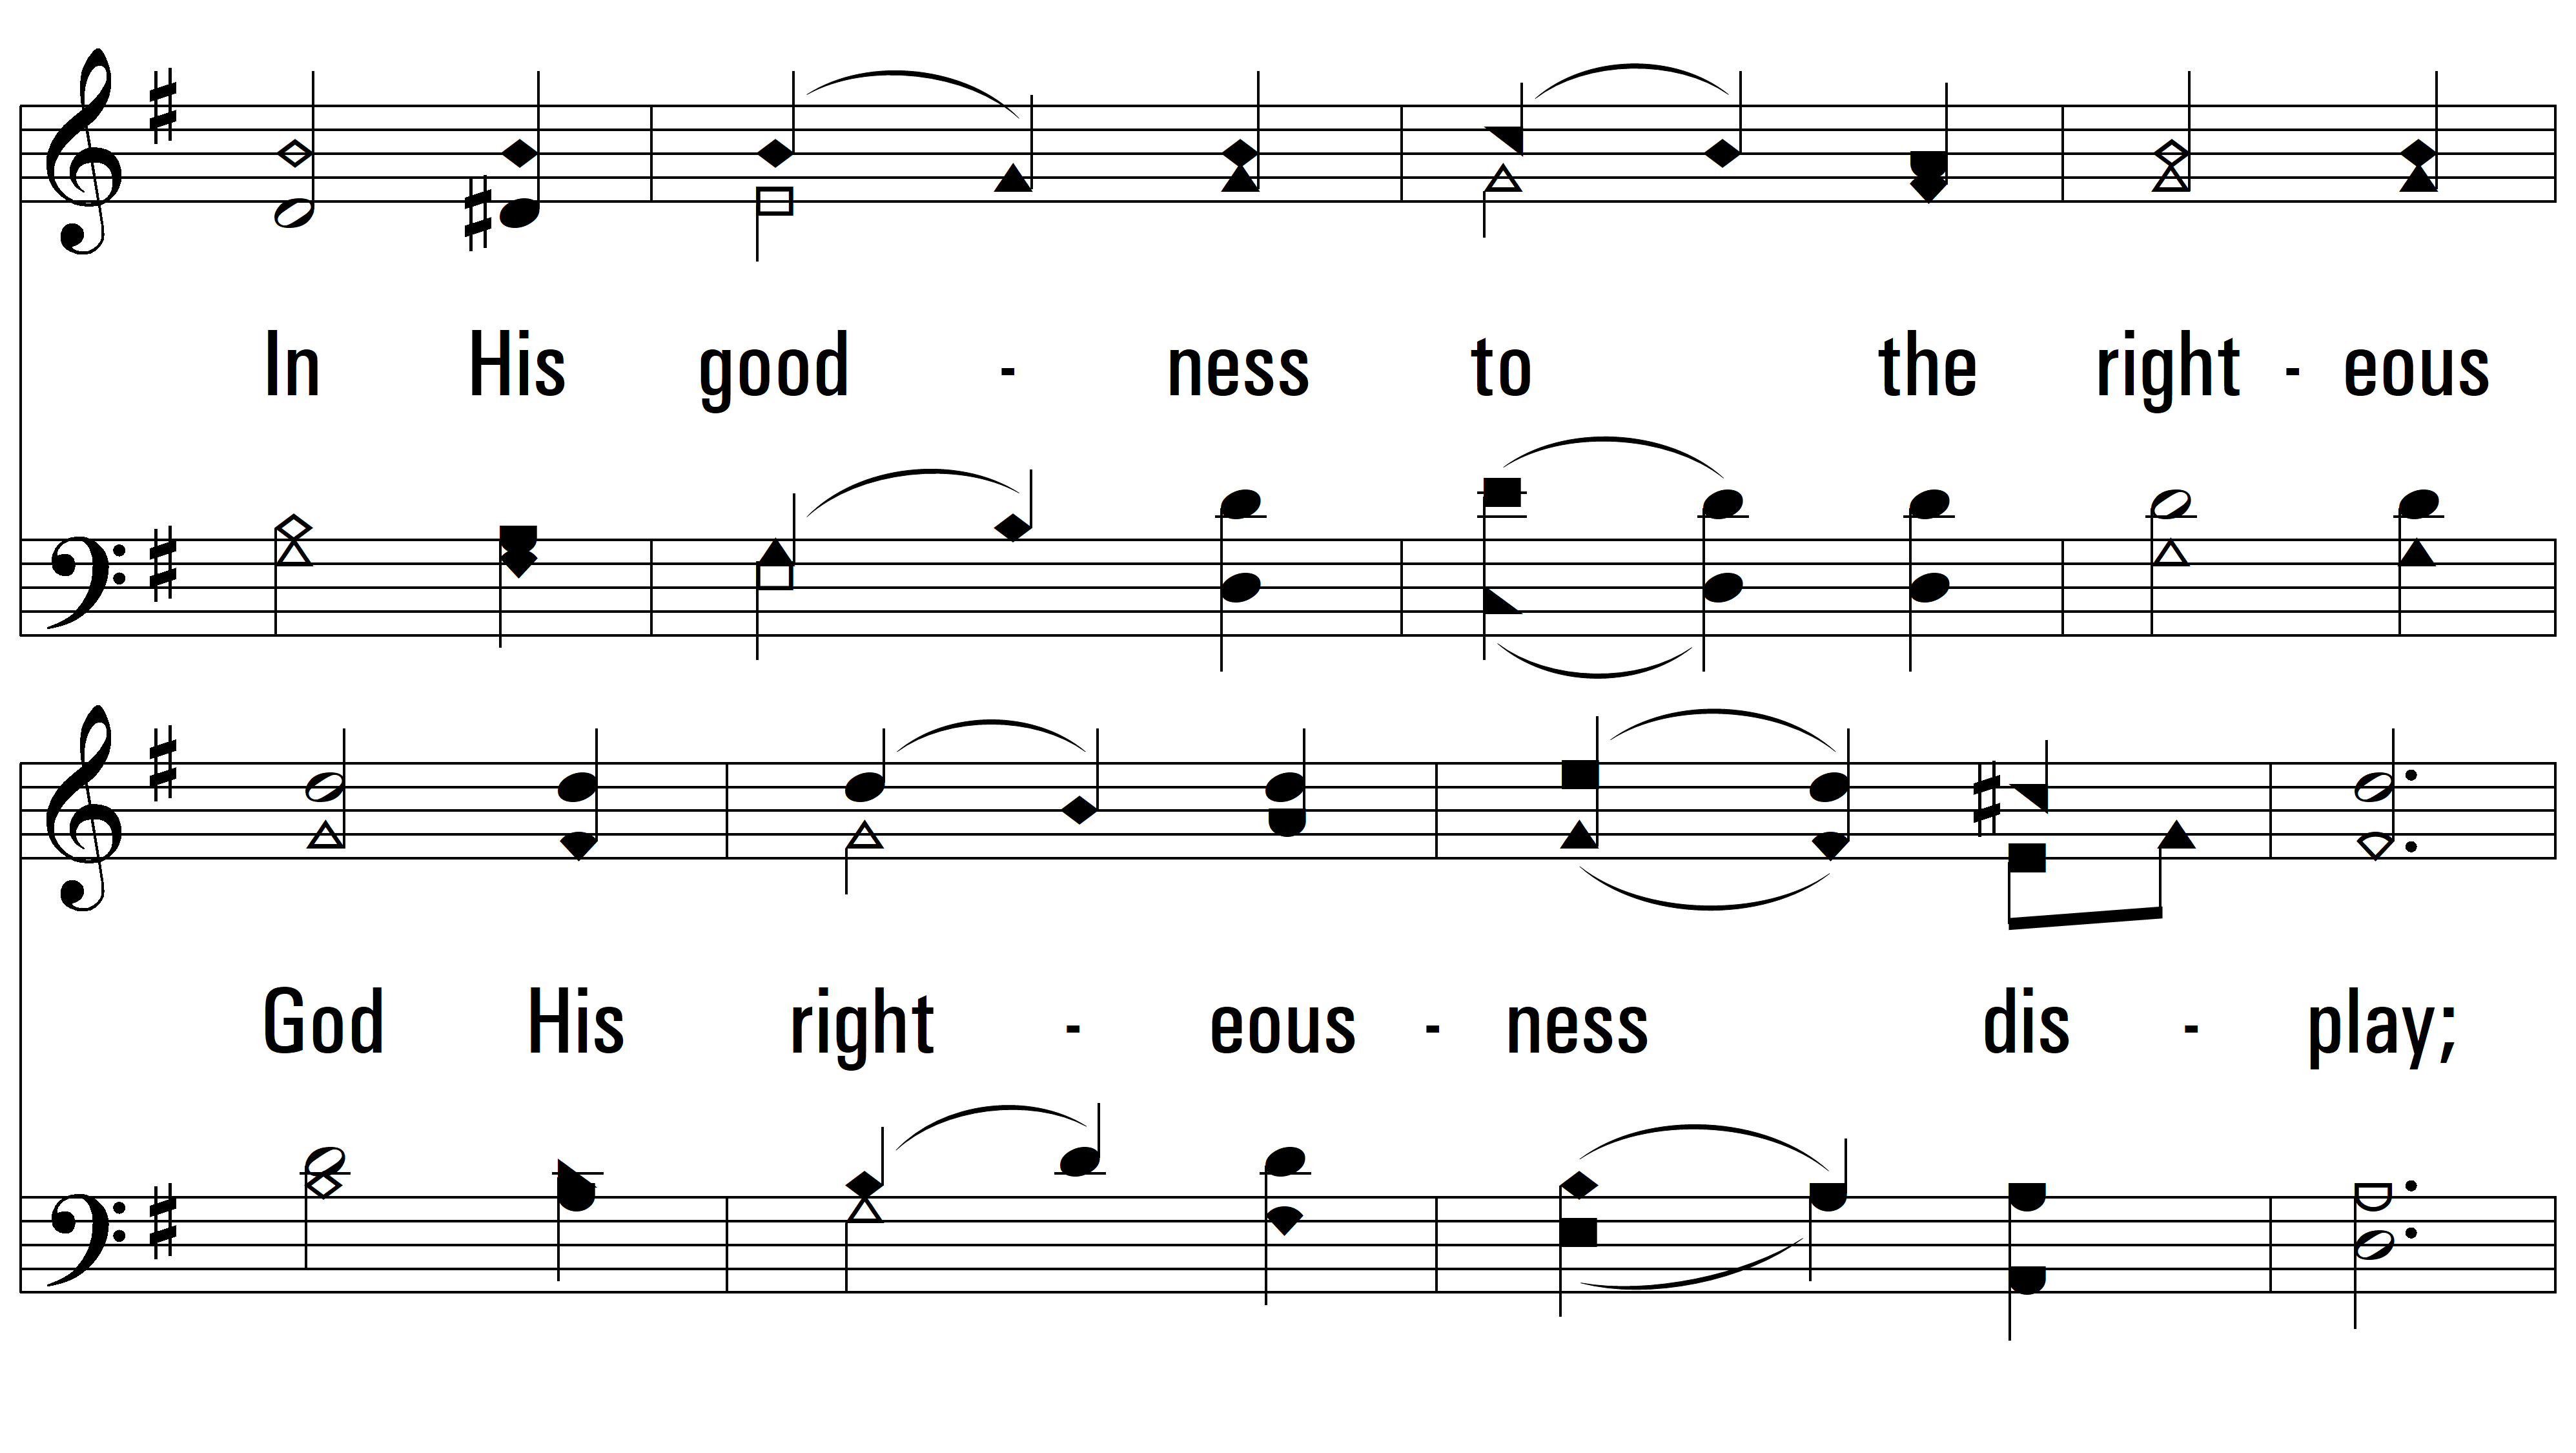 In His good - ness to the right - eous
God His right - eous - ness dis - play;